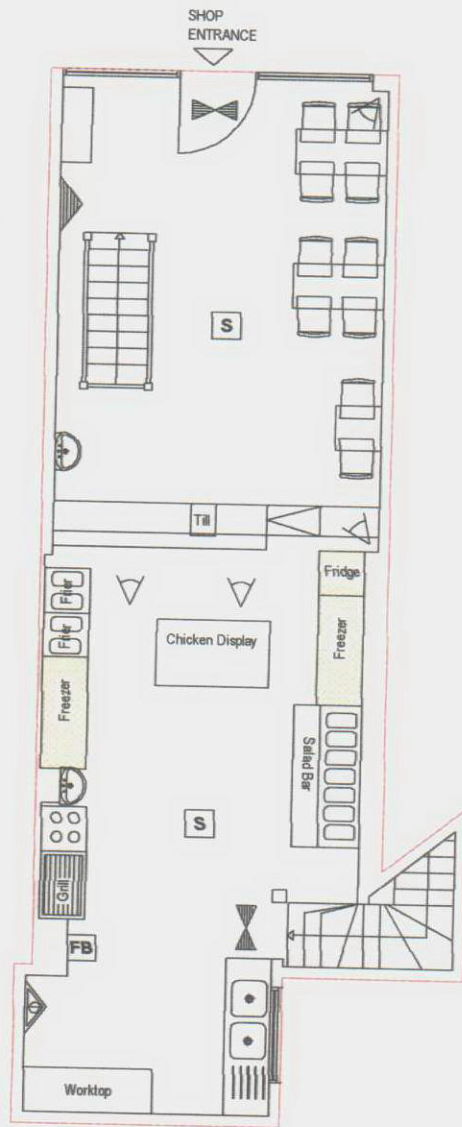 SHOP
ENTRANCE
S
Till
Frier
Frier
Fridge
Freezer
Chicken Display
Freezer
Salad Bar
S
Grill
FB
Worktop